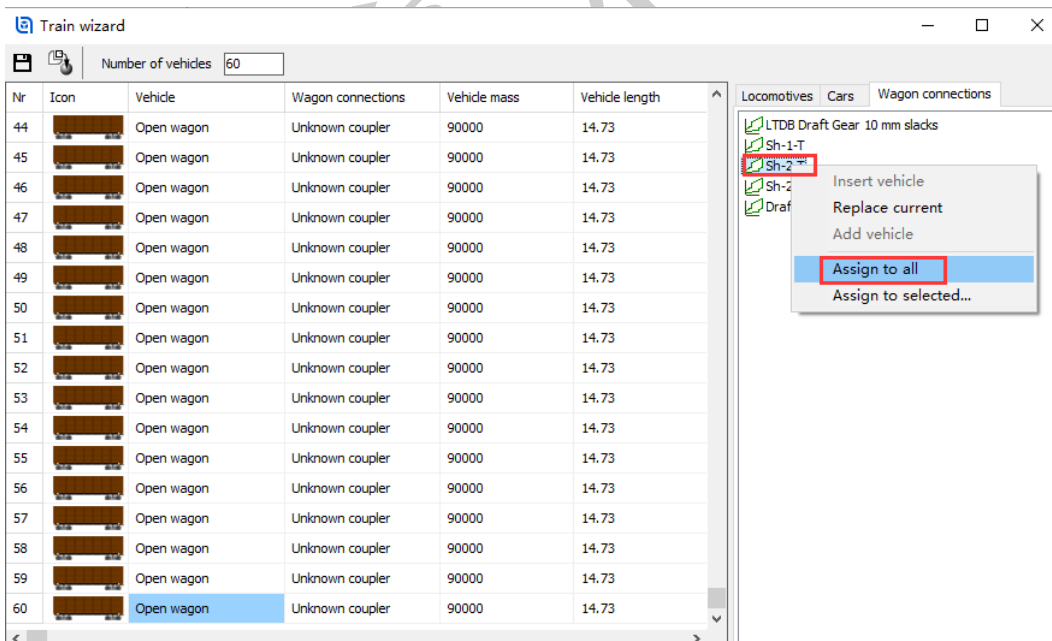 Train wizard
Number of vehicles 60
Nr Icon Vehicle Wagon connections Vehicle mass Vehicle length
44 Open wagon Unknown coupler 90000 14.73
45 Open wagon Unknown coupler 90000 14.73
46 Open wagon Unknown coupler 90000 14.73
47 Open wagon Unknown coupler 90000 14.73
48 Open wagon Unknown coupler 90000 14.73
49 Open wagon Unknown coupler 90000 14.73
50 Open wagon Unknown coupler 90000 14.73
51 Open wagon Unknown coupler 90000 14.73
52 Open wagon Unknown coupler 90000 14.73
53 Open wagon Unknown coupler 90000 14.73
54 Open wagon Unknown coupler 90000 14.73
55 Open wagon Unknown coupler 90000 14.73
56 Open wagon Unknown coupler 90000 14.73
57 Open wagon Unknown coupler 90000 14.73
58 Open wagon Unknown coupler 90000 14.73
59 Open wagon Unknown coupler 90000 14.73
60 Open wagon Unknown coupler 90000 14.73
Locomotives Cars Wagon connections
LTDB Draft Gear 10 mm slacks
Sh-1-T
Sh-2-T
Sh-2
Draf
Insert vehicle
Replace current
Add vehicle
Assign to all
Assign to selected...